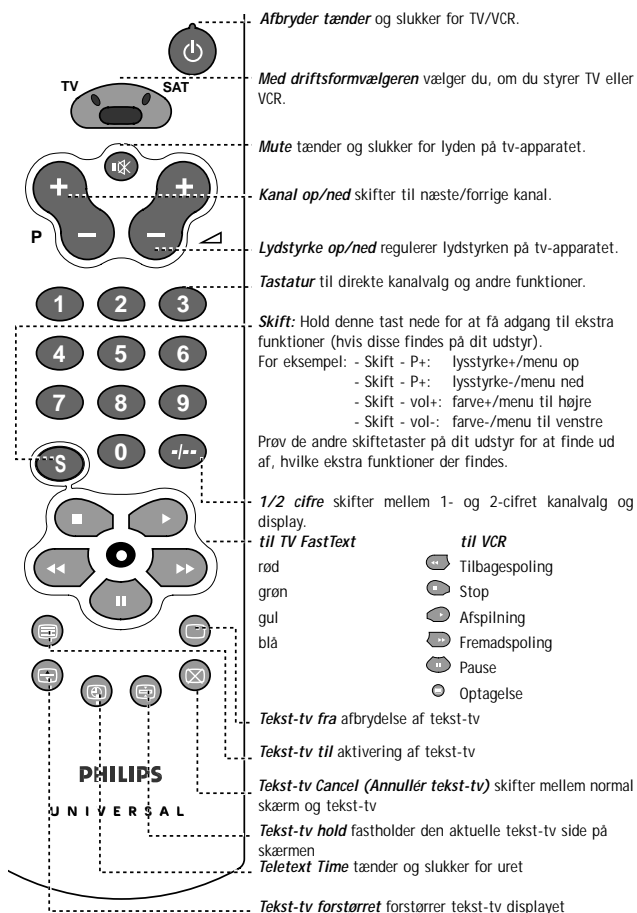 Afbryder tænder og slukker for TV/VCR.
TV
SAT
Med driftsformvælgeren vælger du, om du styrer TV eller
VCR.
Mute tænder og slukker for lyden på tv-apparatet.
+
+
Kanal op/ned skifter til næste/forrige kanal.
P
−
−
Lydstyrke op/ned regulerer lydstyrken på tv-apparatet.
Tastatur til direkte kanalvalg og andre funktioner.
1 2 3
4 5 6
7 8 9
S 0 -/--
Skift: Hold denne tast nede for at få adgang til ekstra
funktioner (hvis disse findes på dit udstyr).
For eksempel: - Skift - P+: lysstyrke+/menu op
- Skift - P+: lysstyrke-/menu ned
- Skift - vol+: farve+/menu til højre
- Skift - vol-: farve-/menu til venstre
Prøv de andre skiftetaster på dit udstyr for at finde ud
af, hvilke ekstra funktioner der findes.
1/2 cifre skifter mellem 1- og 2-cifret kanalvalg og
display.
til TV FastText til VCR
rød Tilbagespoling
grøn Stop
gul Afspilning
blå Fremadspoling
Pause
Optagelse
Tekst-tv fra afbrydelse af tekst-tv
Tekst-tv til aktivering af tekst-tv
PHILIPS
UNIVERSAL
Tekst-tv Cancel (Annullér tekst-tv) skifter mellem normal
skærm og tekst-tv
Tekst-tv hold fastholder den aktuelle tekst-tv side på
skærmen
Teletext Time tænder og slukker for uret
Tekst-tv forstørret forstørrer tekst-tv displayet